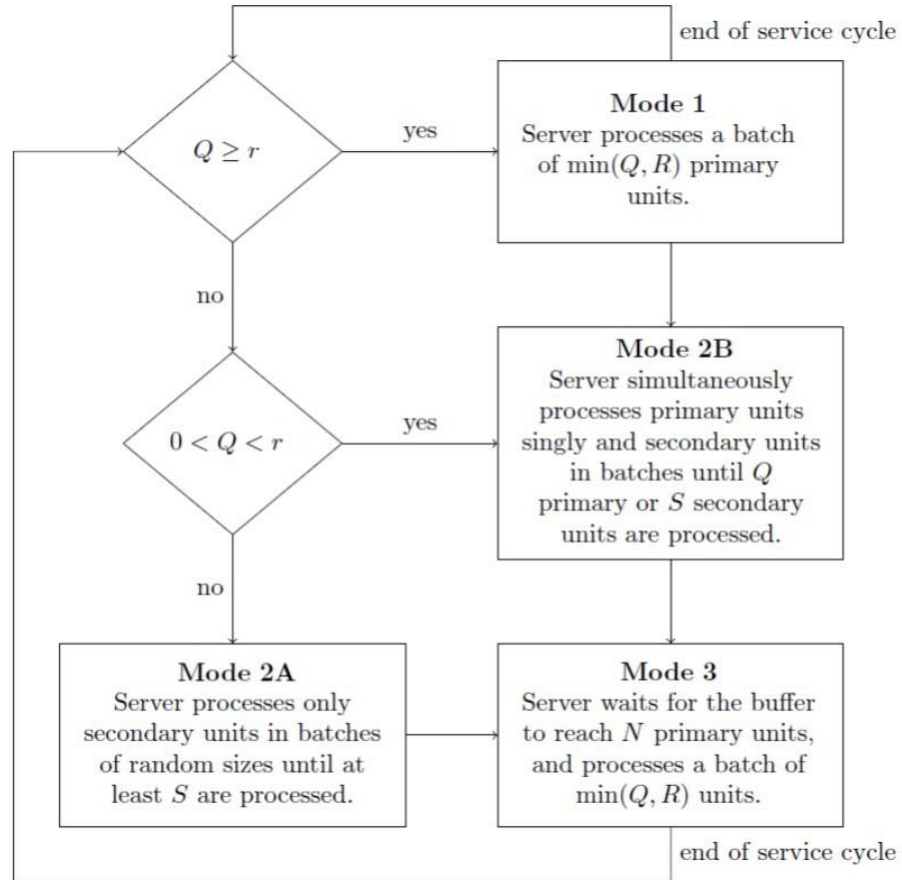 end of service cycle
Mode 1
Server processes a batch
of min(Q, R) primary
units.
Q ≥ r
yes
no
Mode 2B
Server simultaneously
processes primary units
singly and secondary units
in batches until Q
primary or S secondary
units are processed.
0 < Q < r
yes
no
Mode 2A
Server processes only
secondary units in batches
of random sizes until at
least S are processed.
Mode 3
Server waits for the buffer
to reach N primary units,
and processes a batch of
min(Q, R) units.
end of service cycle